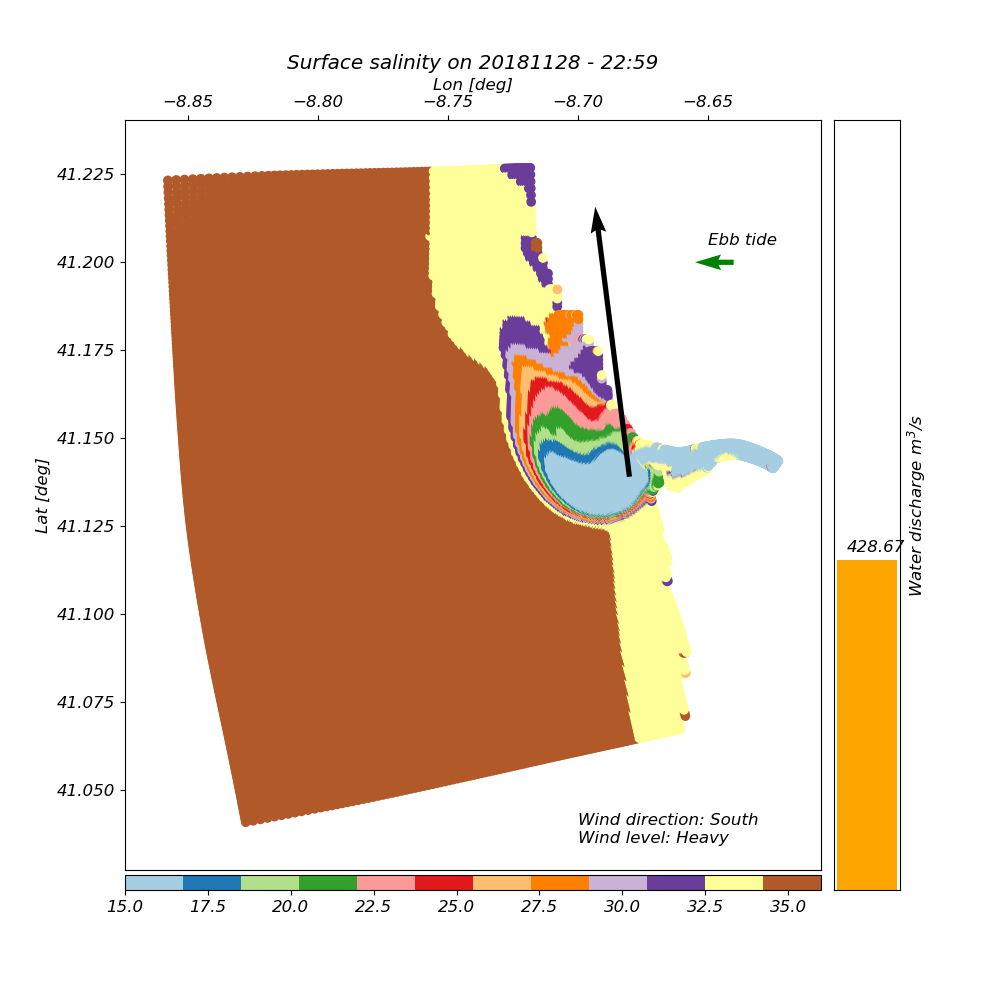 Surface salinity on 20181128 - 22:59
Lon [deg]
−8.85 −8.80 −8.75 −8.70 −8.65
41.225
Ebb tide
41.200
41.175
41.150
Lat [deg]
41.125
41.100
41.075
41.050
428.67
Water discharge m³/s
Wind direction: South
Wind level: Heavy
15.0 17.5 20.0 22.5 25.0 27.5 30.0 32.5 35.0